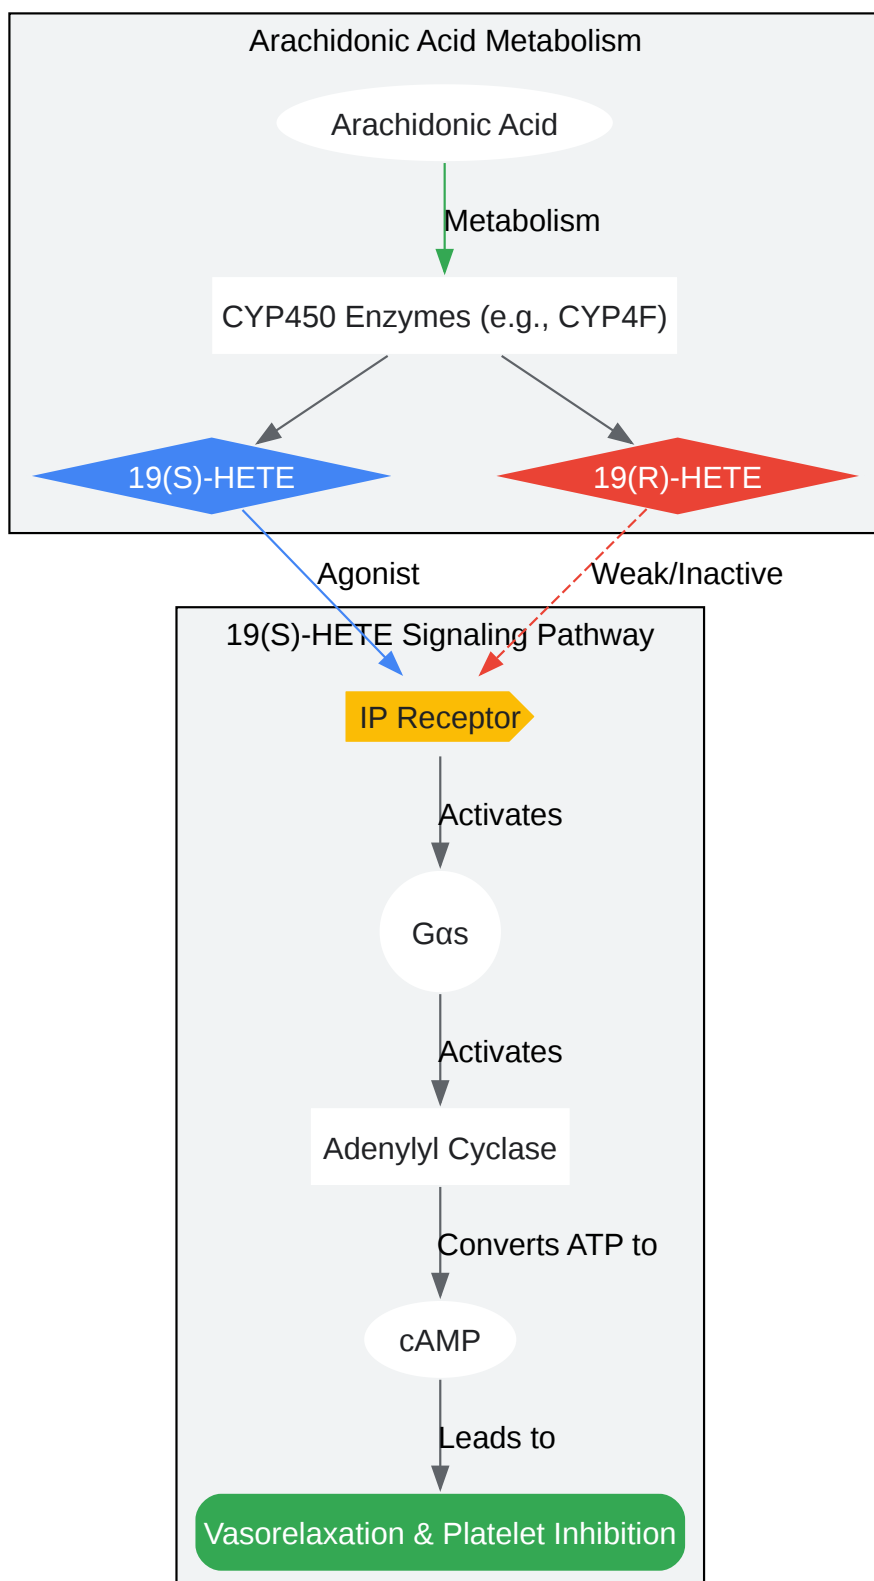 Arachidonic Acid Metabolism
Arachidonic Acid
Metabolism
CYP450 Enzymes (e.g., CYP4F)
19(S)-HETE
19(R)-HETE
Agonist
Weak/Inactive
19(S)-HETE Signaling Pathway
IP Receptor
Activates
Gαs
Activates
Adenylyl Cyclase
Converts ATP to
cAMP
Leads to
Vasorelaxation & Platelet Inhibition